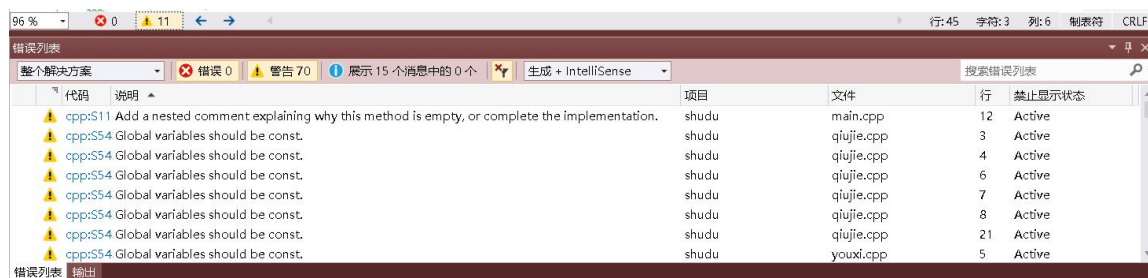 96 % 0 11 行: 45 字符: 3 列: 6 制表符 CRLF
错误列表
整个解决方案 错误 0 警告 70 展示 15 个消息中的 0 个 生成 + IntelliSense 搜索错误列表
代码 说明 项目 文件 行 禁止显示状态
cpp:S11 Add a nested comment explaining why this method is empty, or complete the implementation. shudu main.cpp 12 Active
cpp:S54 Global variables should be const. shudu qiujie.cpp 3 Active
cpp:S54 Global variables should be const. shudu qiujie.cpp 4 Active
cpp:S54 Global variables should be const. shudu qiujie.cpp 6 Active
cpp:S54 Global variables should be const. shudu qiujie.cpp 7 Active
cpp:S54 Global variables should be const. shudu qiujie.cpp 8 Active
cpp:S54 Global variables should be const. shudu qiujie.cpp 21 Active
cpp:S54 Global variables should be const. shudu youxi.cpp 5 Active
错误列表 输出